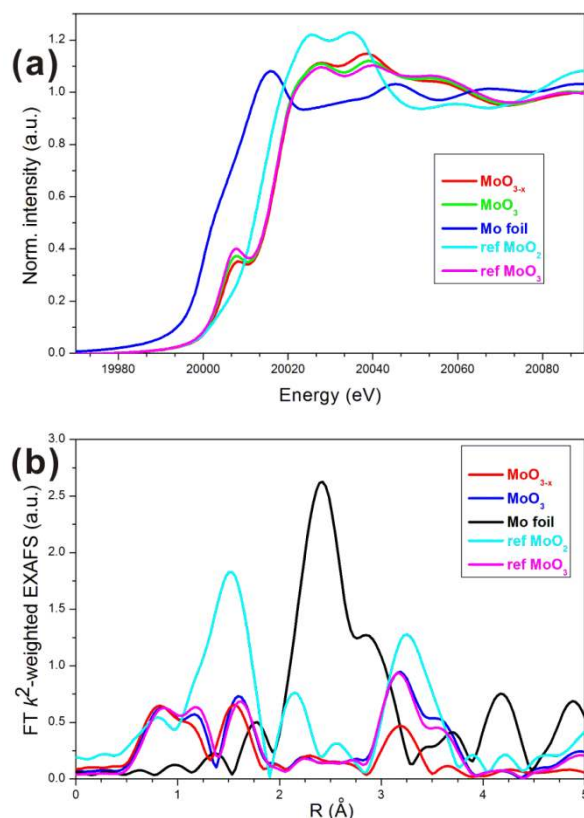 (a)
Norm. intensity (a.u.)
1.2
1.0
0.8
0.6
0.4
0.2
0.0
MoO3-x
MoO3
Mo foil
ref MoO2
ref MoO3
19980 20000 20020 20040 20060 20080
Energy (eV)
(b)
FT k²-weighted EXAFS (a.u.)
3.0
2.5
2.0
1.5
1.0
0.5
0.0
MoO3-x
MoO3
Mo foil
ref MoO2
ref MoO3
0 1 2 3 4 5
R (Å)